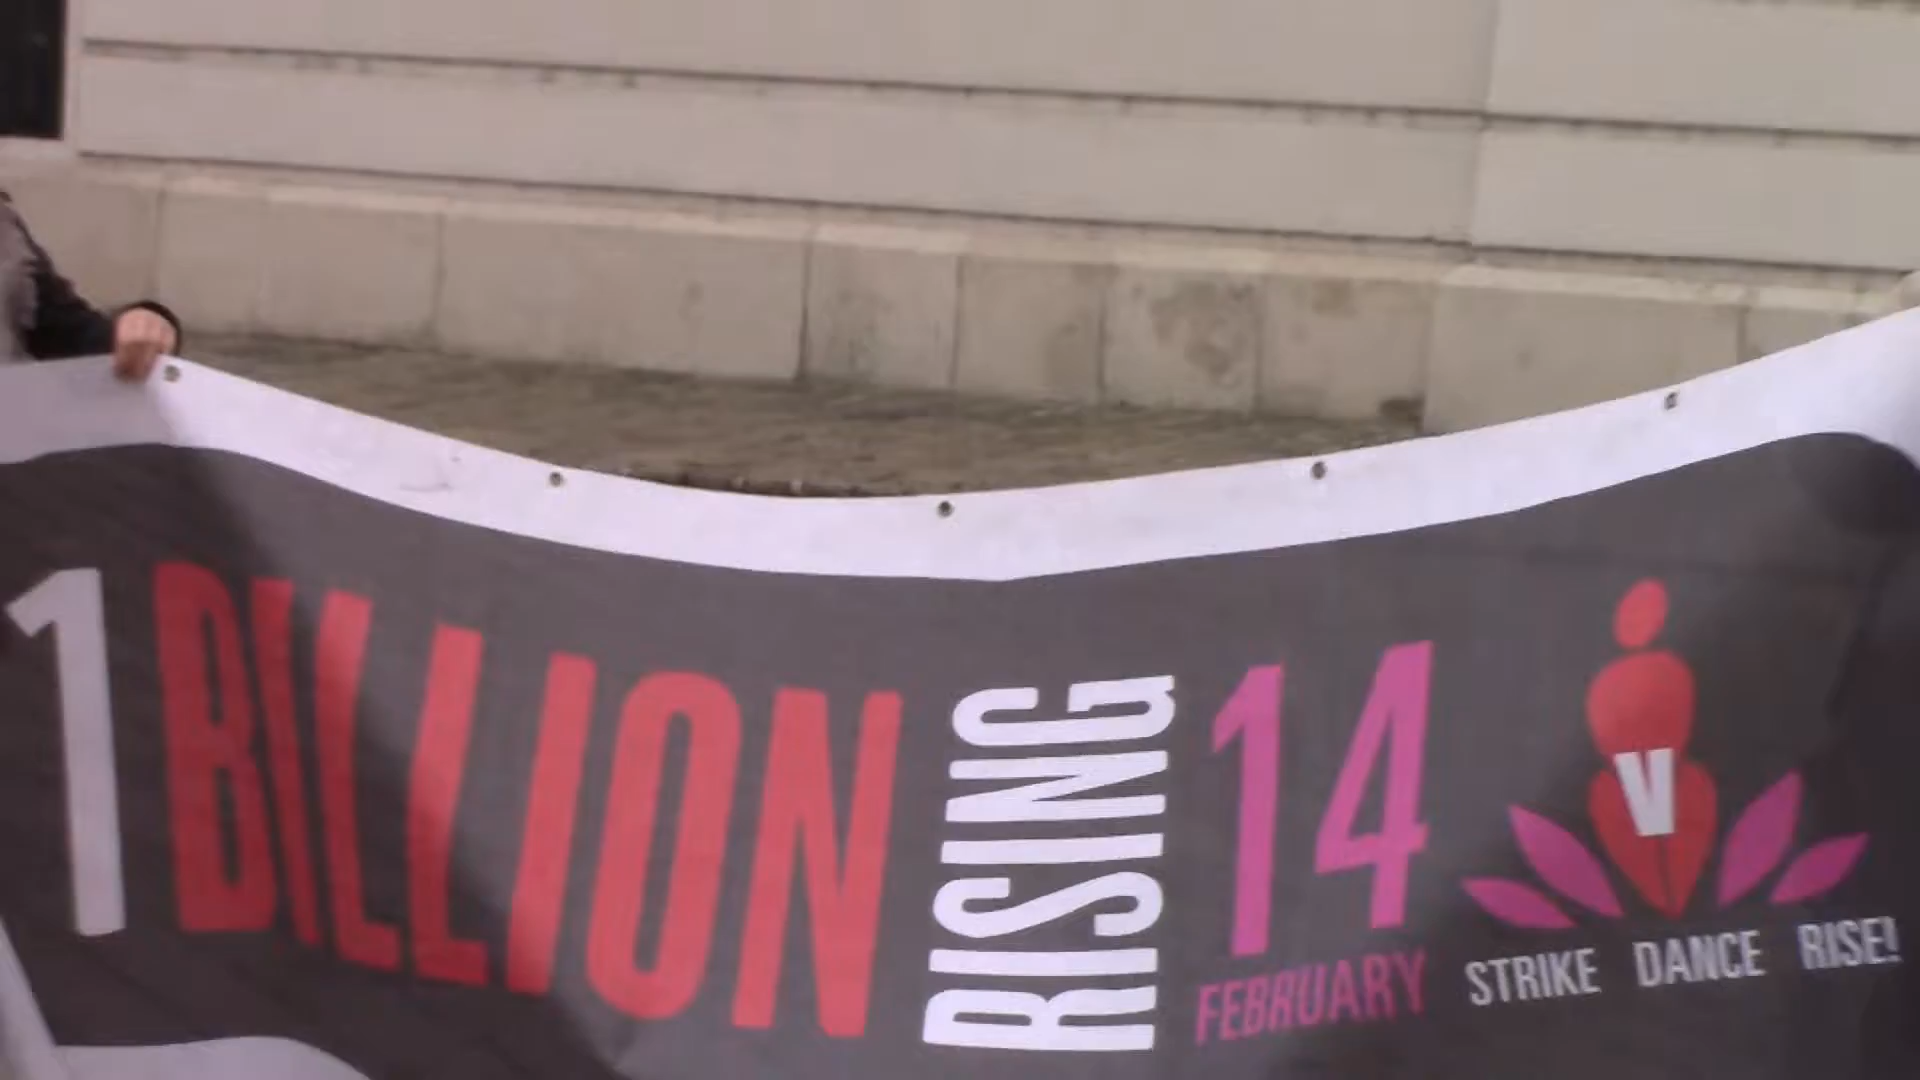 1 BILLION
RISING
14
FEBRUARY
V
STRIKE DANCE RISE!